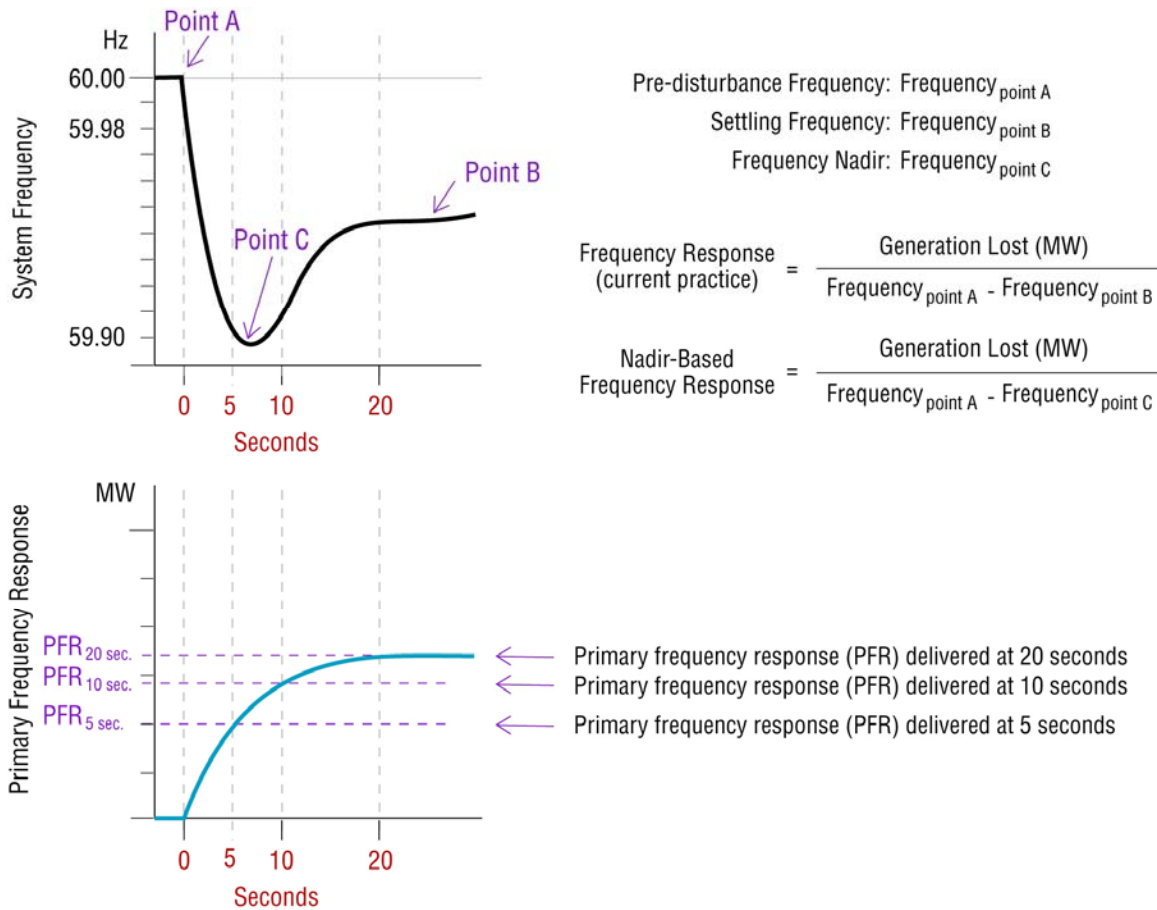 Point A
Hz
60.00
59.98
59.90
System Frequency
Point B
Point C
0 5 10 20
Seconds
Pre-disturbance Frequency: Frequency point A
Settling Frequency: Frequency point B
Frequency Nadir: Frequency point C
Frequency Response
(current practice)
=
Generation Lost (MW)
Frequency point A - Frequency point B
Nadir-Based
Frequency Response
=
Generation Lost (MW)
Frequency point A - Frequency point C
MW
Primary Frequency Response
PFR 20 sec.
PFR 10 sec.
PFR 5 sec.
Primary frequency response (PFR) delivered at 20 seconds
Primary frequency response (PFR) delivered at 10 seconds
Primary frequency response (PFR) delivered at 5 seconds
0 5 10 20
Seconds